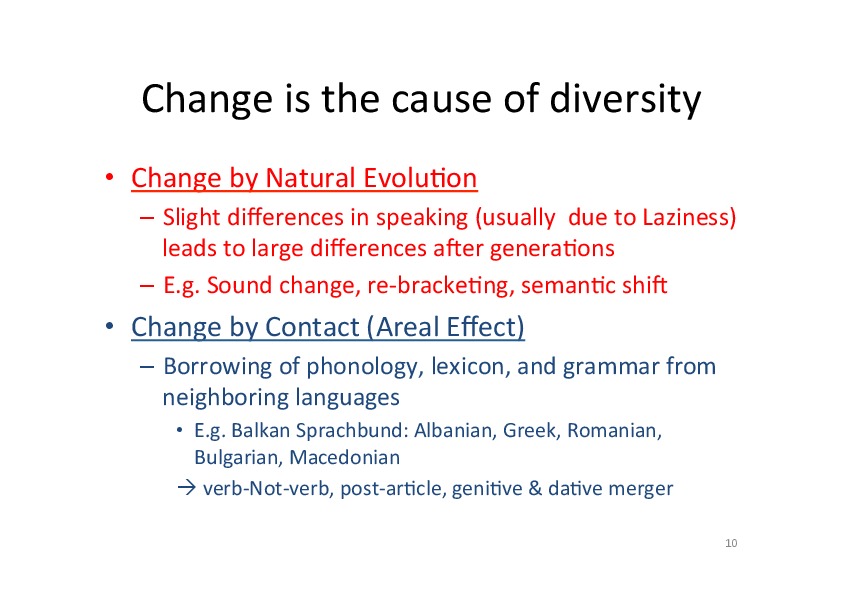 Change is the cause of diversity
• Change by Natural Evolution
– Slight differences in speaking (usually  due to Laziness)
leads to large differences after generations
– E.g. Sound change, re-bracketing, semantic shift
• Change by Contact (Areal Effect)
– Borrowing of phonology, lexicon, and grammar from
neighboring languages
• E.g. Balkan Sprachbund: Albanian, Greek, Romanian,
Bulgarian, Macedonian
→ verb-Not-verb, post-article, genitive & dative merger
10